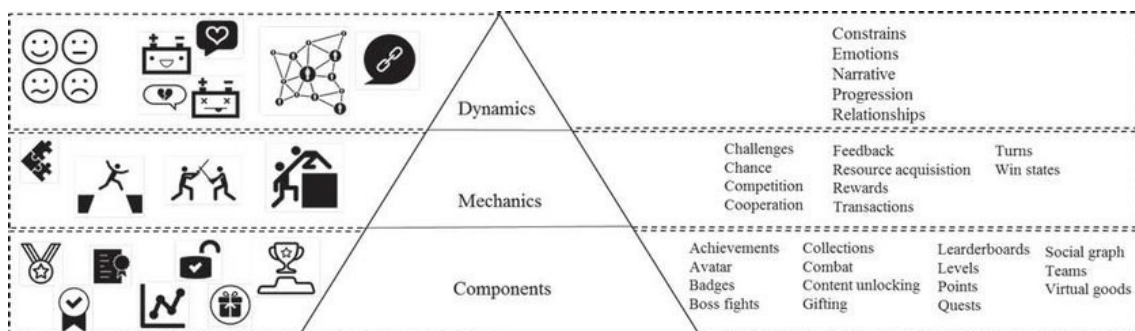 Dynamics
Constrains
Emotions
Narrative
Progression
Relationships
Mechanics
Challenges
Chance
Competition
Cooperation
Feedback
Resource acquisistion
Rewards
Transactions
Turns
Win states
Components
Achievements
Avatar
Badges
Boss fights
Collections
Combat
Content unlocking
Gifting
Learderboards
Levels
Points
Quests
Social graph
Teams
Virtual goods